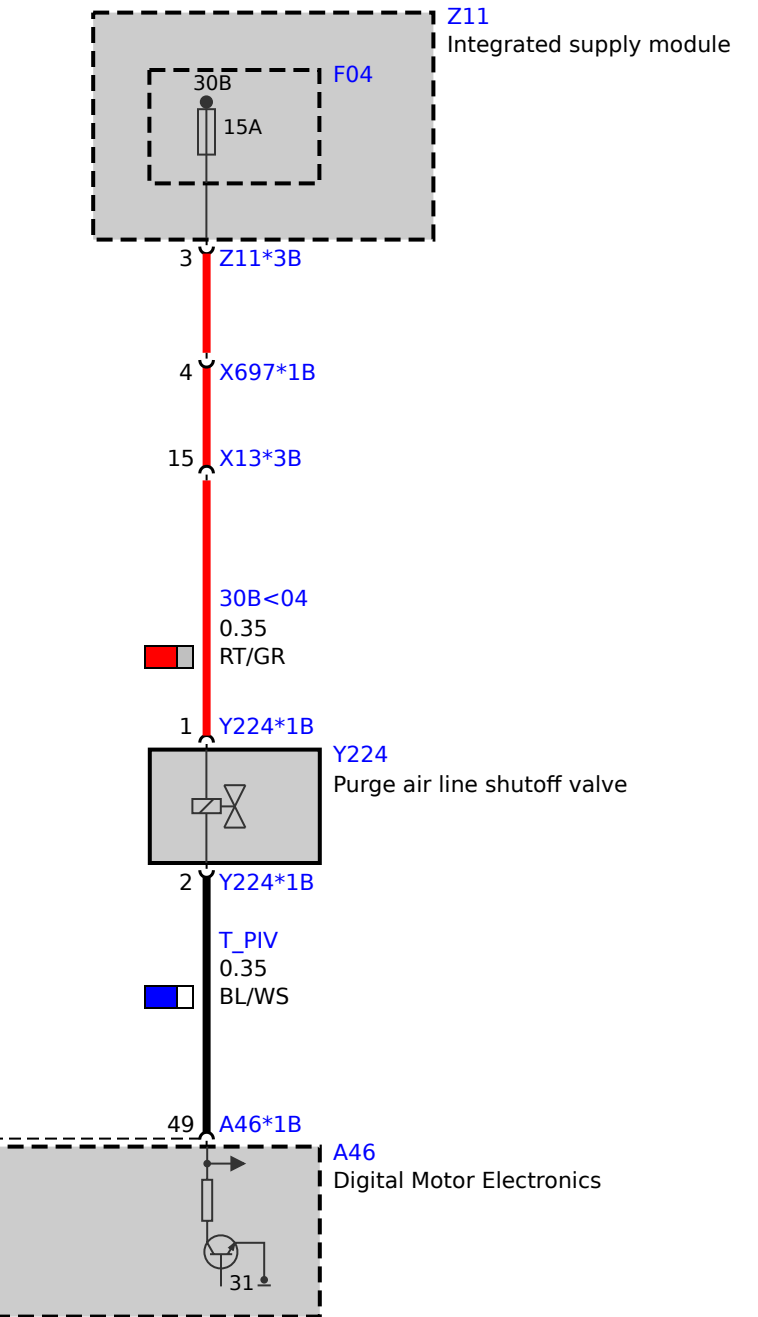 Z11
Integrated supply module
F04
30B
15A
3 Z11*3B
4 X697*1B
15 X13*3B
30B<04
0.35
RT/GR
1 Y224*1B
Y224
Purge air line shutoff valve
2 Y224*1B
T_PIV
0.35
BL/WS
49 A46*1B
A46
Digital Motor Electronics
31